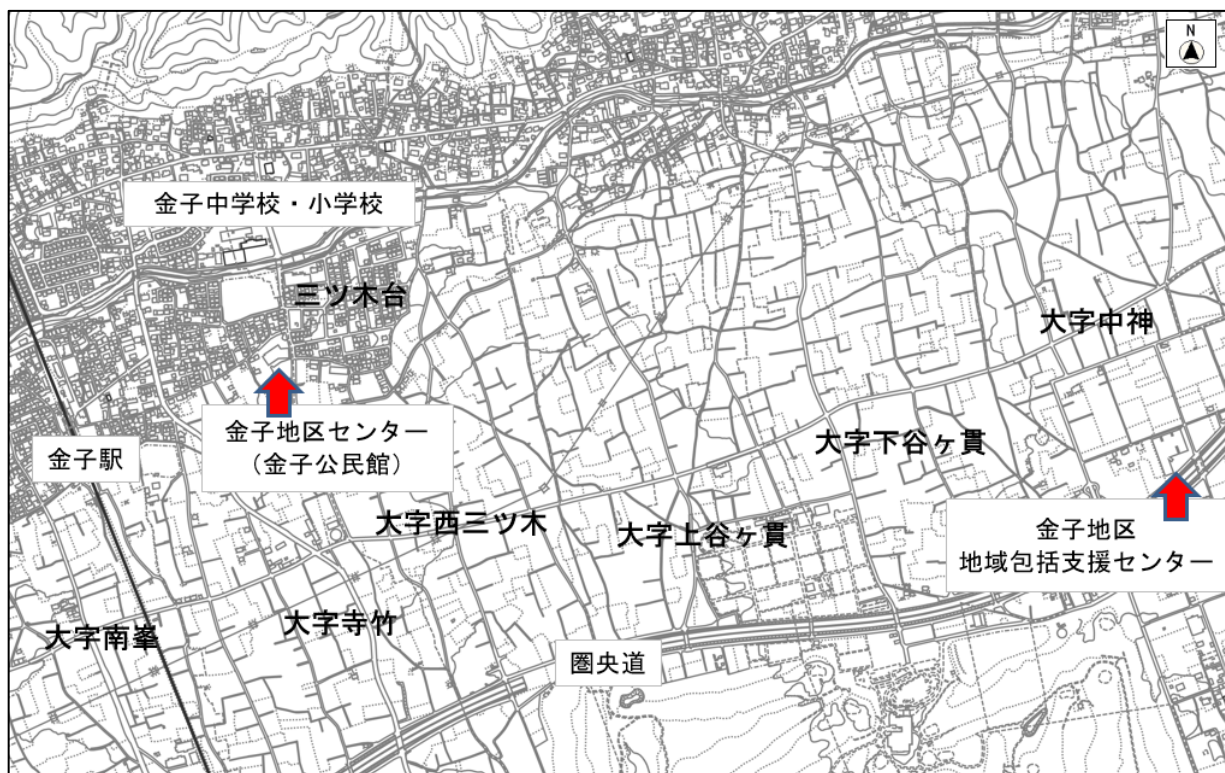 N
金子中学校・小学校
三ツ木台
大字中神
金子地区センター
（金子公民館）
金子駅
大字下谷ヶ貫
大字西三ツ木
大字上谷ヶ貫
金子地区
地域包括支援センター
大字寺竹
大字南峯
圏央道